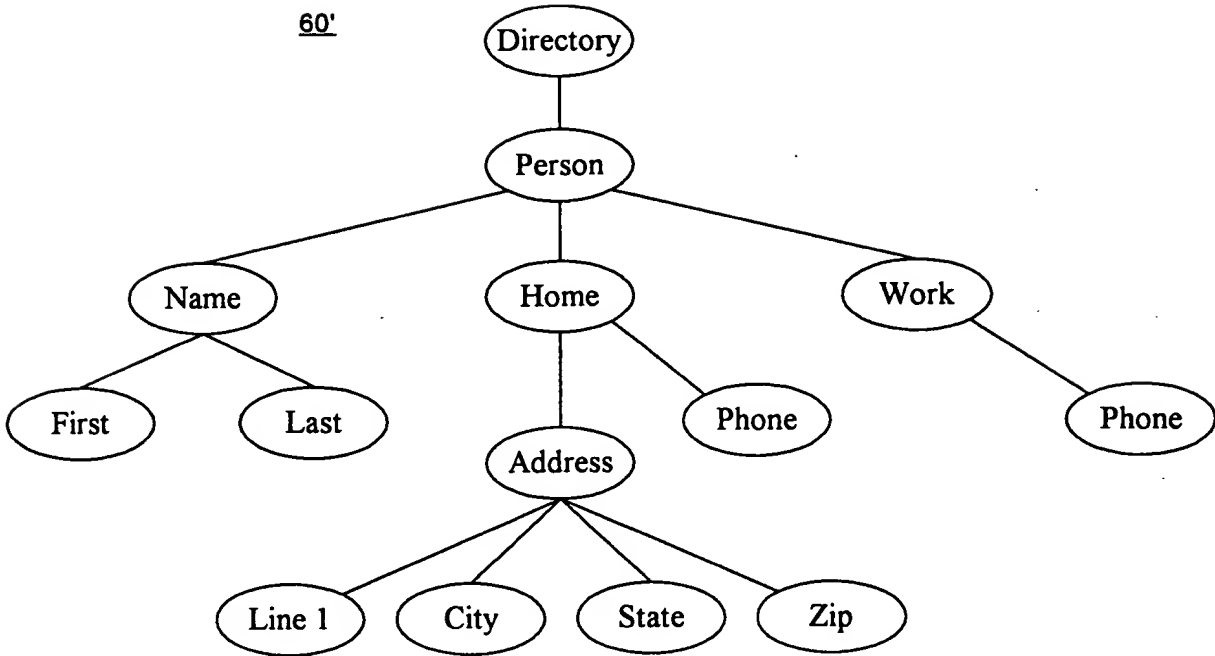 60'
Directory
Person
Name
Home
Work
First
Last
Phone
Phone
Address
Line 1
City
State
Zip